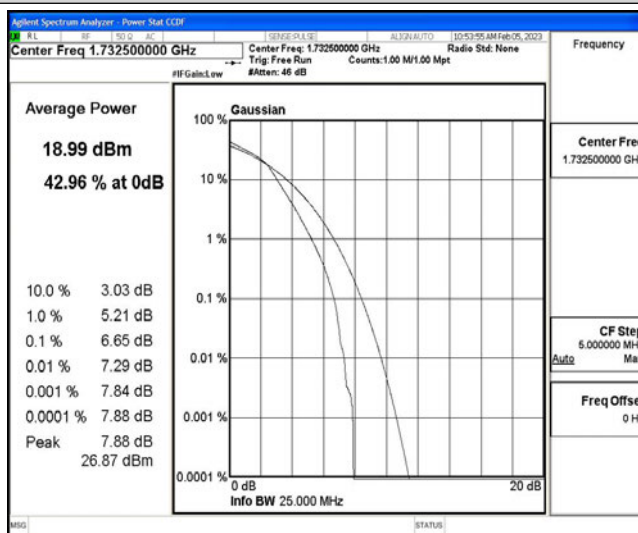 Agilent Spectrum Analyzer - Power Stat CCDF
RL RF 50 Ω AC SENSE:PULSE ALIGN AUTO 10:53:55 AM Feb 05, 2023
Center Freq 1.732500000 GHz
Center Freq: 1.732500000 GHz Radio Std: None
Trig: Free Run Counts:1.00 M/1.00 Mpt
#IFGain:Low #Atten: 46 dB
Frequency
Average Power
18.99 dBm
42.96 % at 0dB
10.0 % 3.03 dB
1.0 % 5.21 dB
0.1 % 6.65 dB
0.01 % 7.29 dB
0.001 % 7.84 dB
0.0001 % 7.88 dB
Peak 7.88 dB
26.87 dBm
Gaussian
100 %
10 %
1 %
0.1 %
0.01 %
0.001 %
0.0001 %
0 dB 20 dB
Info BW 25.000 MHz
Center Fre
1.732500000 GH
CF Step
5.000000 MH
Auto Ma
Freq Offse
0 H
MSG STATUS